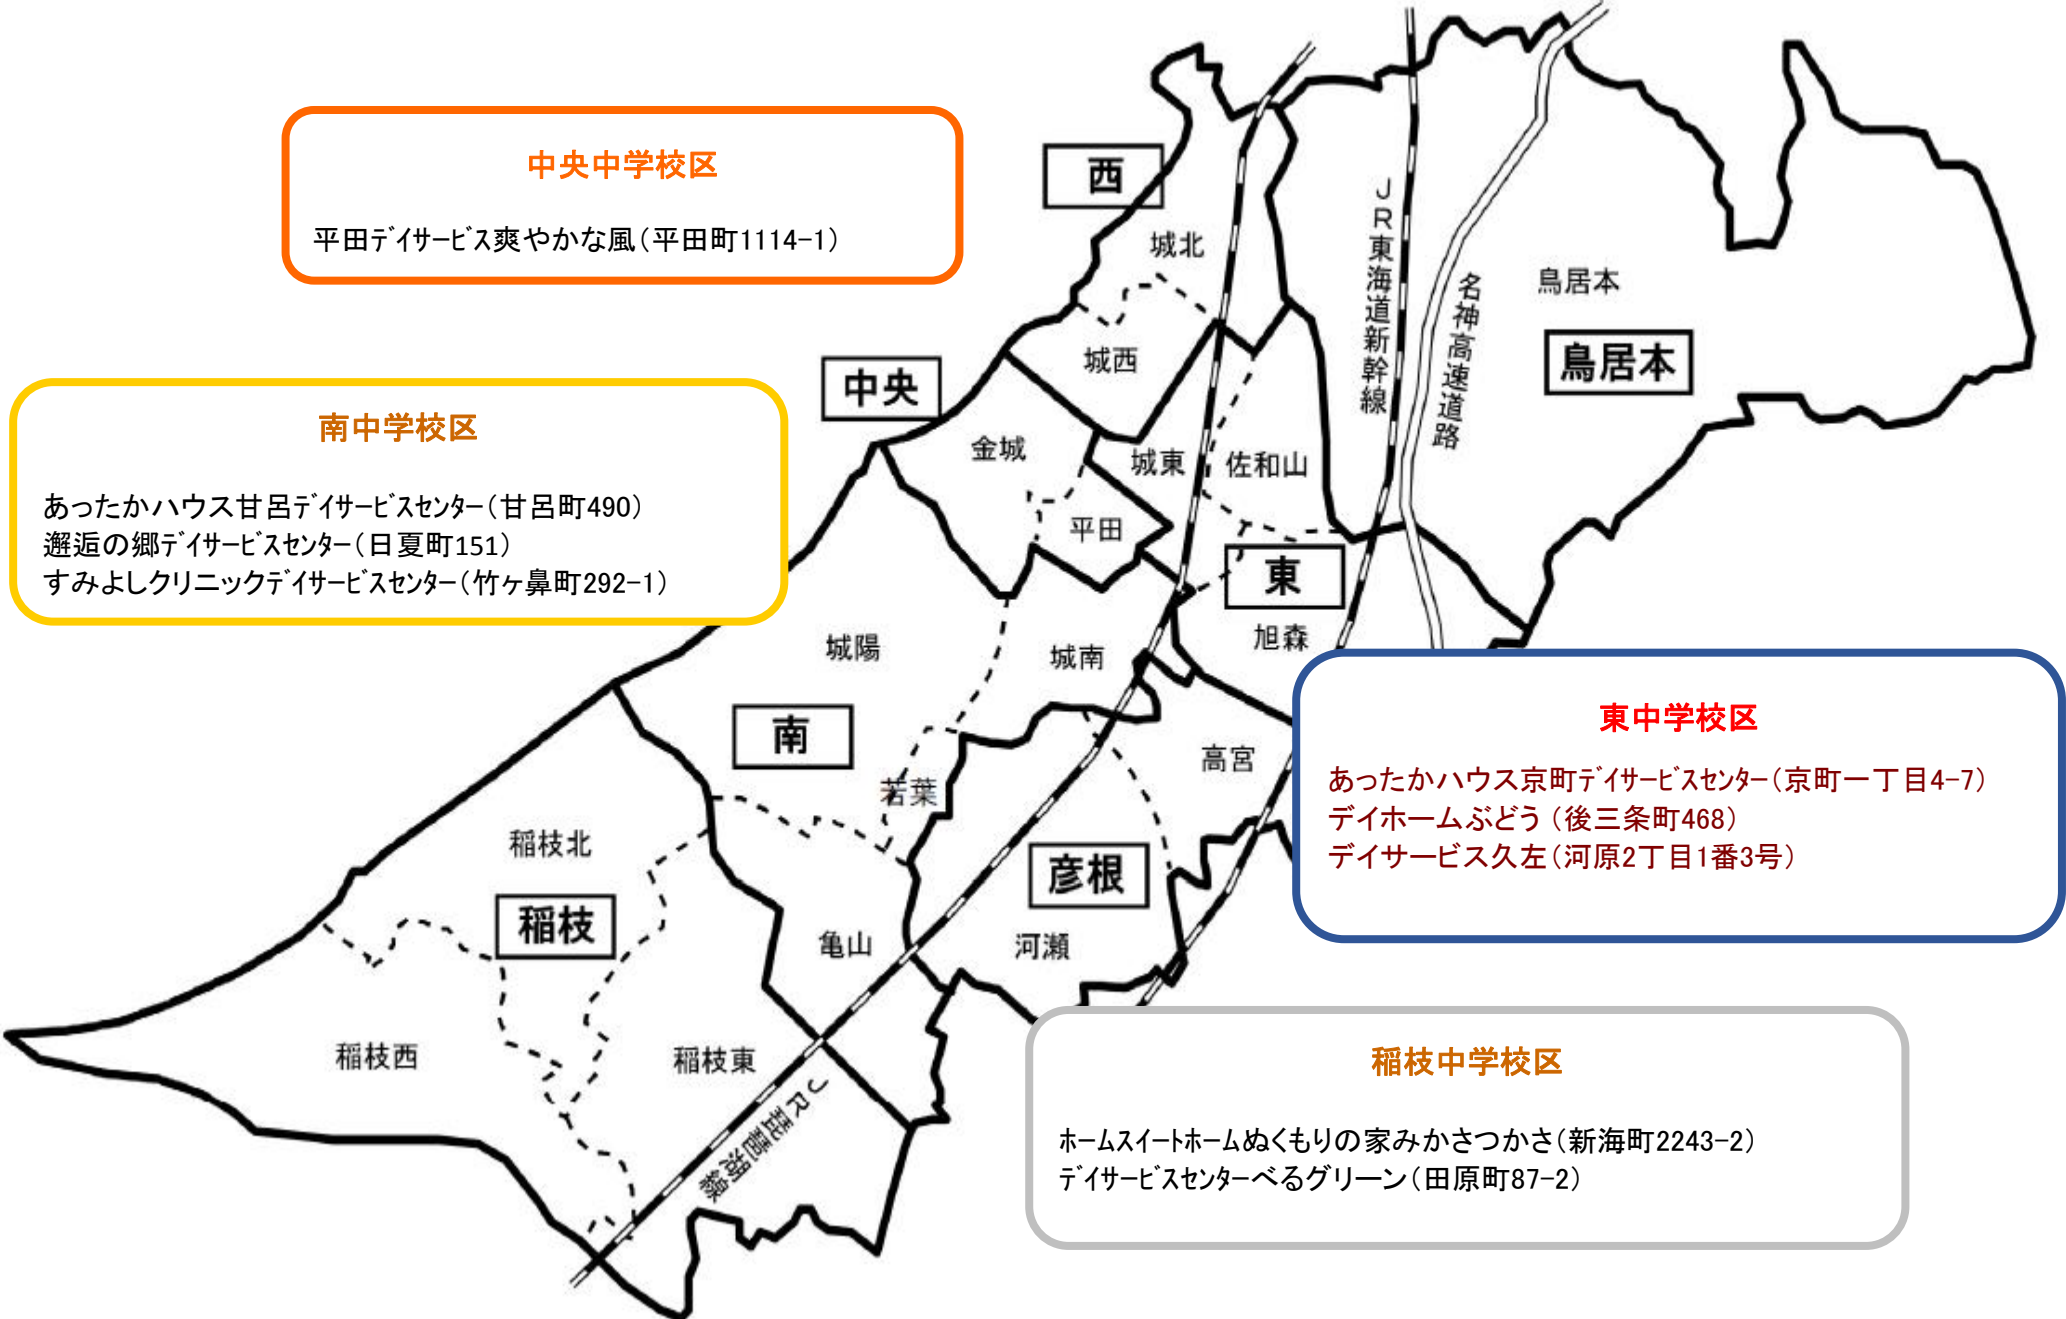 中央中学校区
平田ﾃﾞｲｻｰﾋﾞｽ爽やかな風（平田町1114-1）
南中学校区
あったかハウス甘呂ﾃﾞｲｻｰﾋﾞｽｾﾝﾀｰ（甘呂町490）
邂逅の郷ﾃﾞｲｻｰﾋﾞｽｾﾝﾀｰ（日夏町151）
すみよしクリニックﾃﾞｲｻｰﾋﾞｽｾﾝﾀｰ（竹ヶ鼻町292-1）
西
城北
城西
中央
金城
城東
佐和山
平田
東
旭森
JR東海道新幹線
名神高速道路
鳥居本
鳥居本
城陽
城南
南
若葉
高宮
彦根
河瀬
亀山
稲枝北
稲枝
稲枝西
稲枝東
JR琵琶湖線
東中学校区
あったかハウス京町ﾃﾞｲｻｰﾋﾞｽｾﾝﾀｰ（京町一丁目4-7）
デイホームぶどう（後三条町468）
デイサービス久左（河原2丁目1番3号）
稲枝中学校区
ﾎｰﾑｽｲｰﾄﾎｰﾑぬくもりの家みかさつかさ（新海町2243-2）
ﾃﾞｲｻｰﾋﾞｽｾﾝﾀｰべるグリーン（田原町87-2）